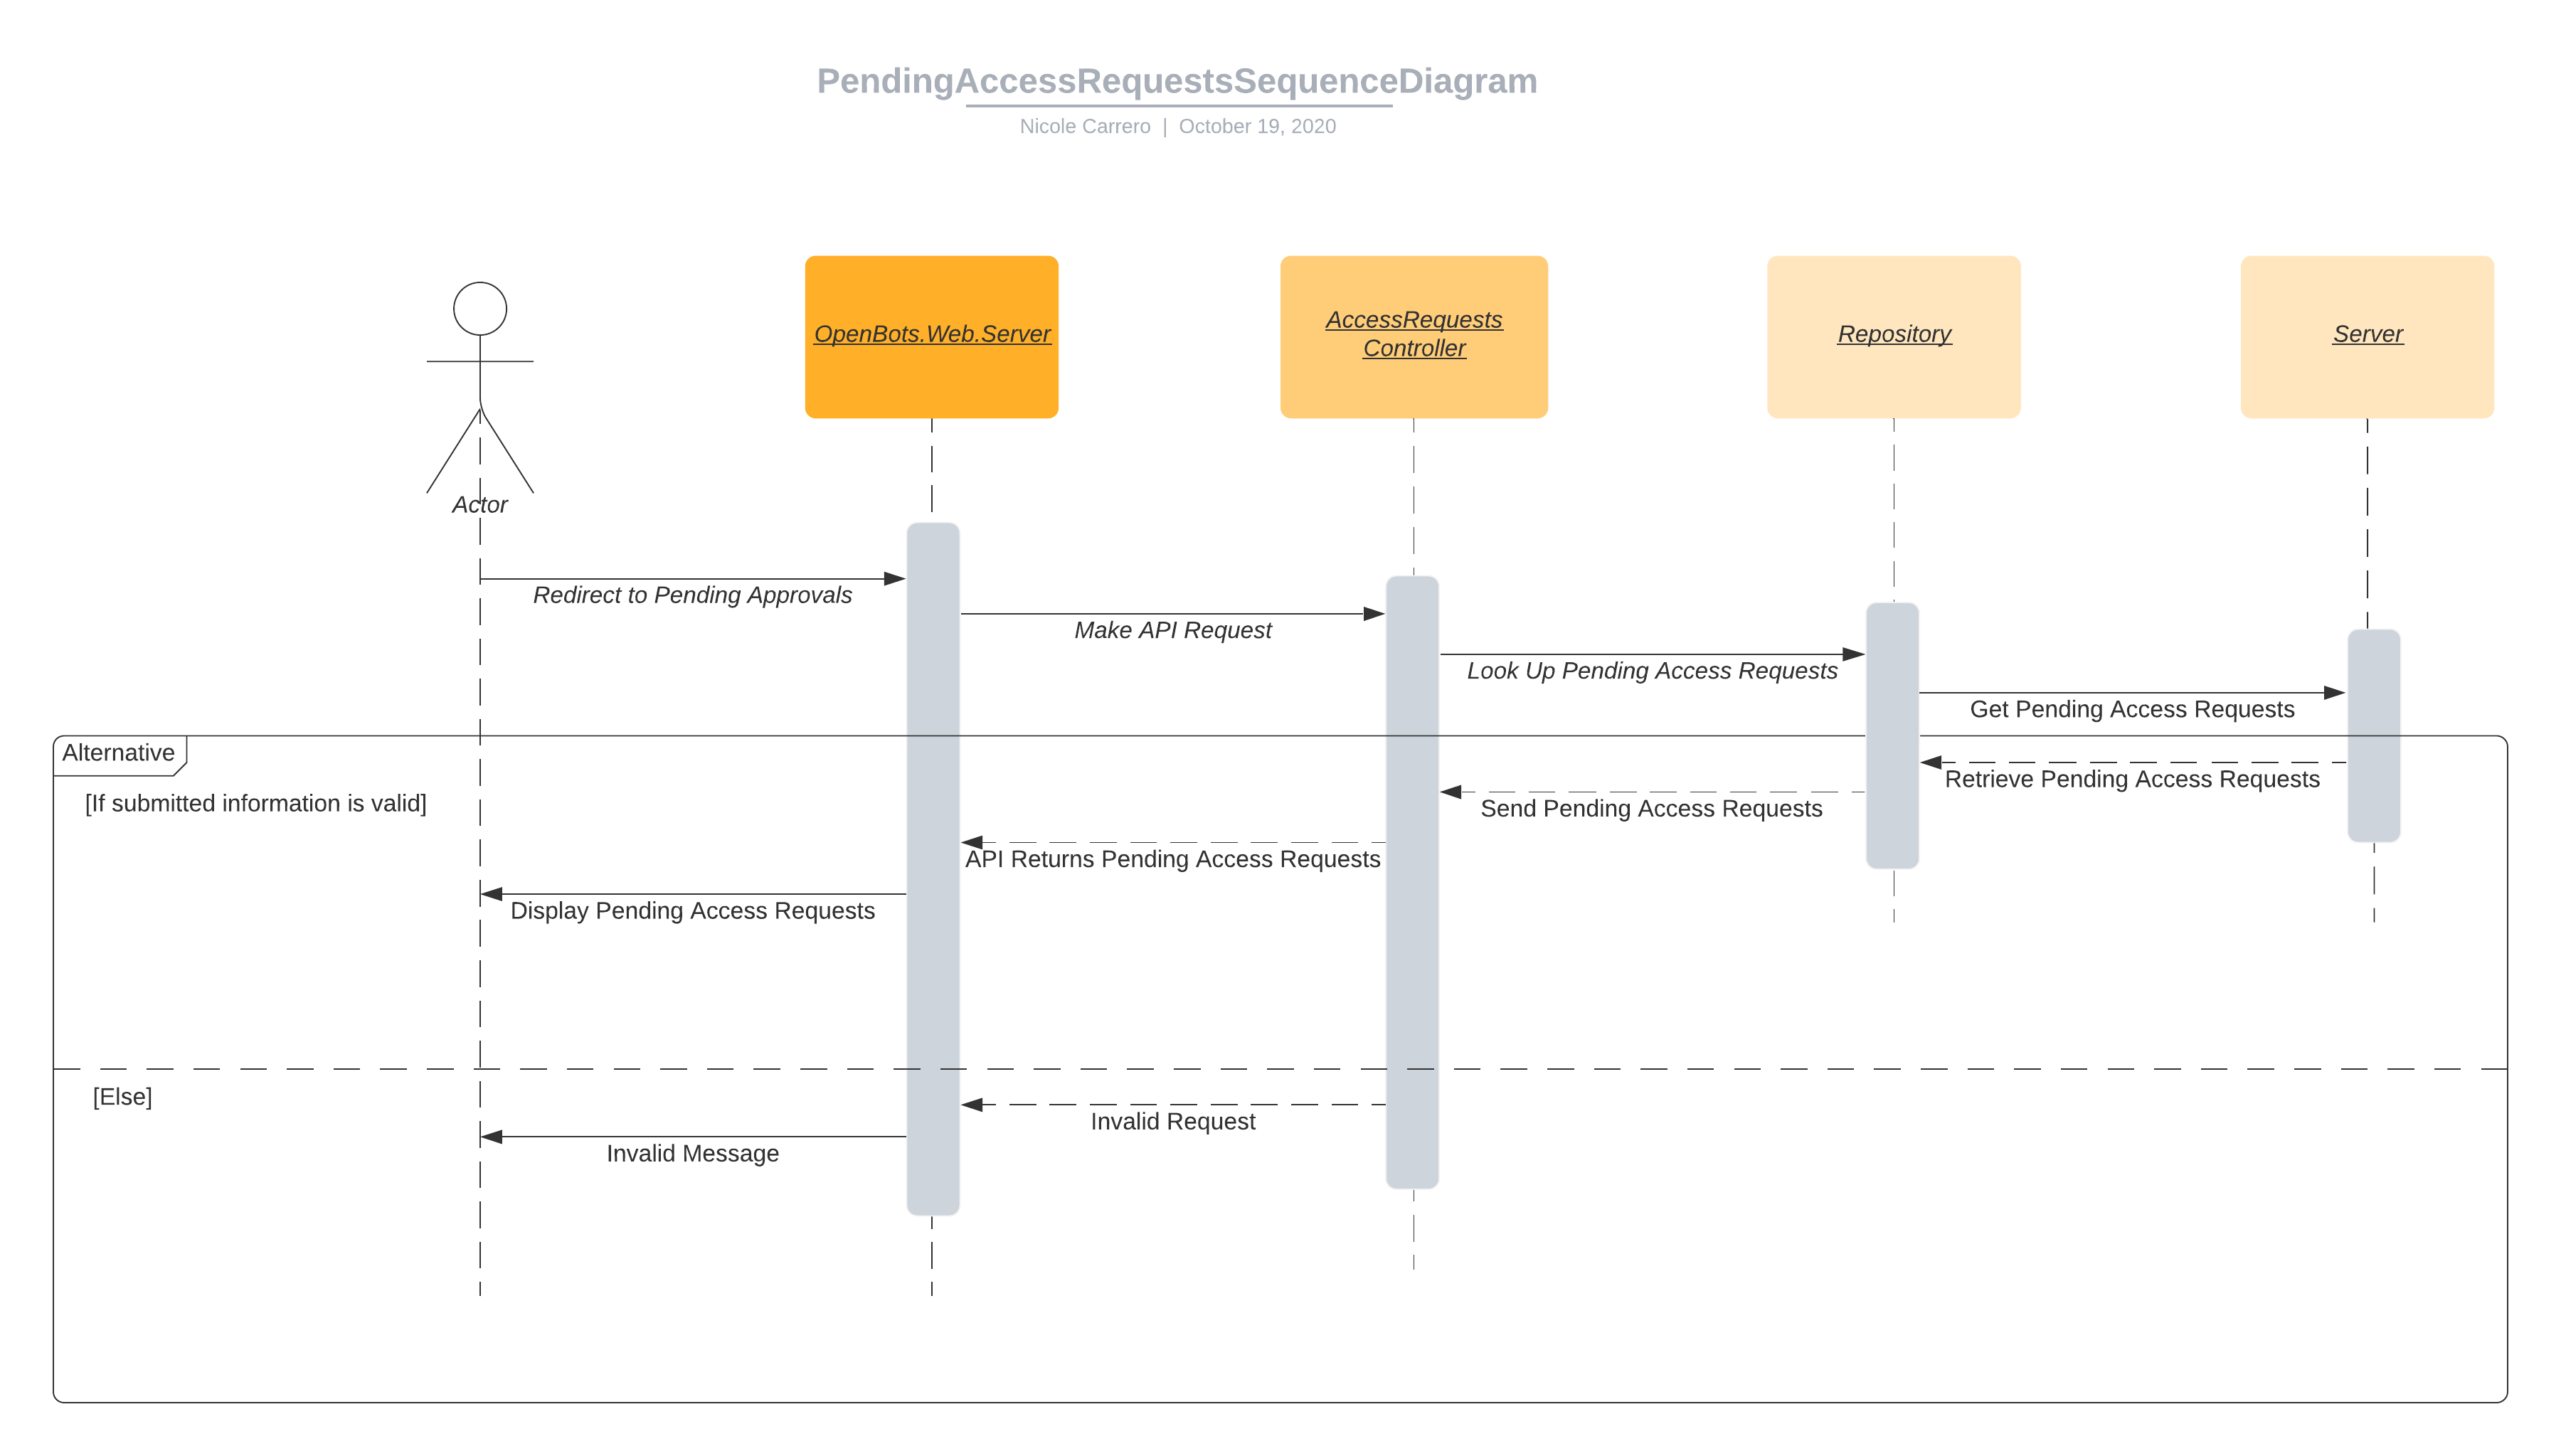 PendingAccessRequestsSequenceDiagram
Nicole Carrero | October 19, 2020
OpenBots.Web.Server
AccessRequests
Controller
Repository
Server
Actor
Redirect to Pending Approvals
Make API Request
Look Up Pending Access Requests
Get Pending Access Requests
Alternative
[If submitted information is valid]
Retrieve Pending Access Requests
Send Pending Access Requests
API Returns Pending Access Requests
Display Pending Access Requests
[Else]
Invalid Request
Invalid Message